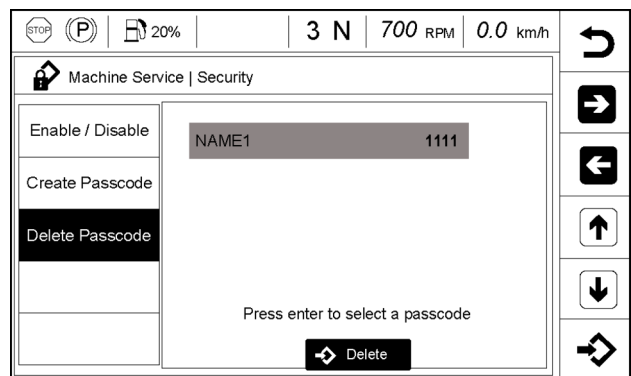 STOP (P) 20% 3 N 700 RPM 0.0 km/h
Machine Service | Security
Enable / Disable
NAME1 1111
Create Passcode
Delete Passcode
Press enter to select a passcode
Delete